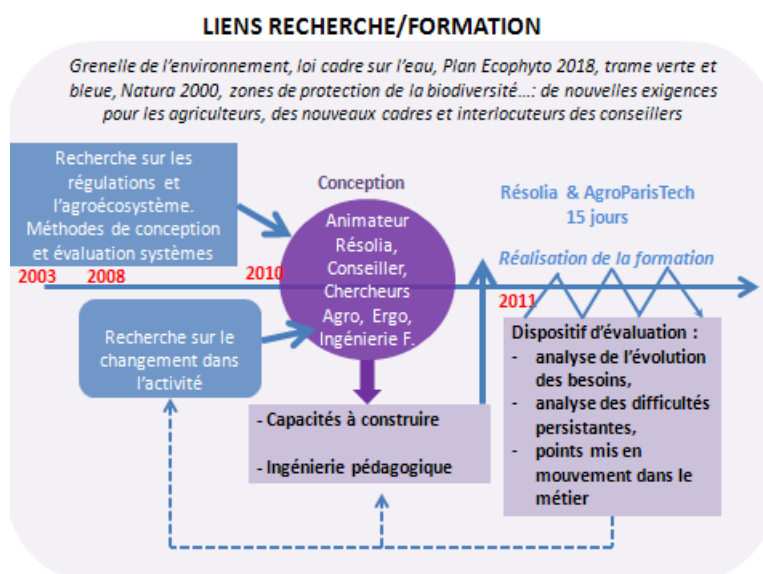 LIENS RECHERCHE/FORMATION
Grenelle de l'environnement, loi cadre sur l'eau, Plan Ecophyto 2018, trame verte et
bleue, Natura 2000, zones de protection de la biodiversité...: de nouvelles exigences
pour les agriculteurs, des nouveaux cadres et interlocuteurs des conseillers
Recherche sur les
régulations et
l'agroécosystème.
Méthodes de conception
et évaluation systèmes
2003
2008
2010
Recherche sur le
changement dans
l'activité
Conception
Animateur
Résolia,
Conseiller,
Chercheurs
Agro, Ergo,
Ingénierie F.
- Capacités à construire
- Ingénierie pédagogique
Résolia & AgroParisTech
15 jours
Réalisation de la formation
2011
Dispositif d'évaluation :
- analyse de l'évolution
des besoins,
- analyse des difficultés
persistantes,
- points mis en
mouvement dans le
métier